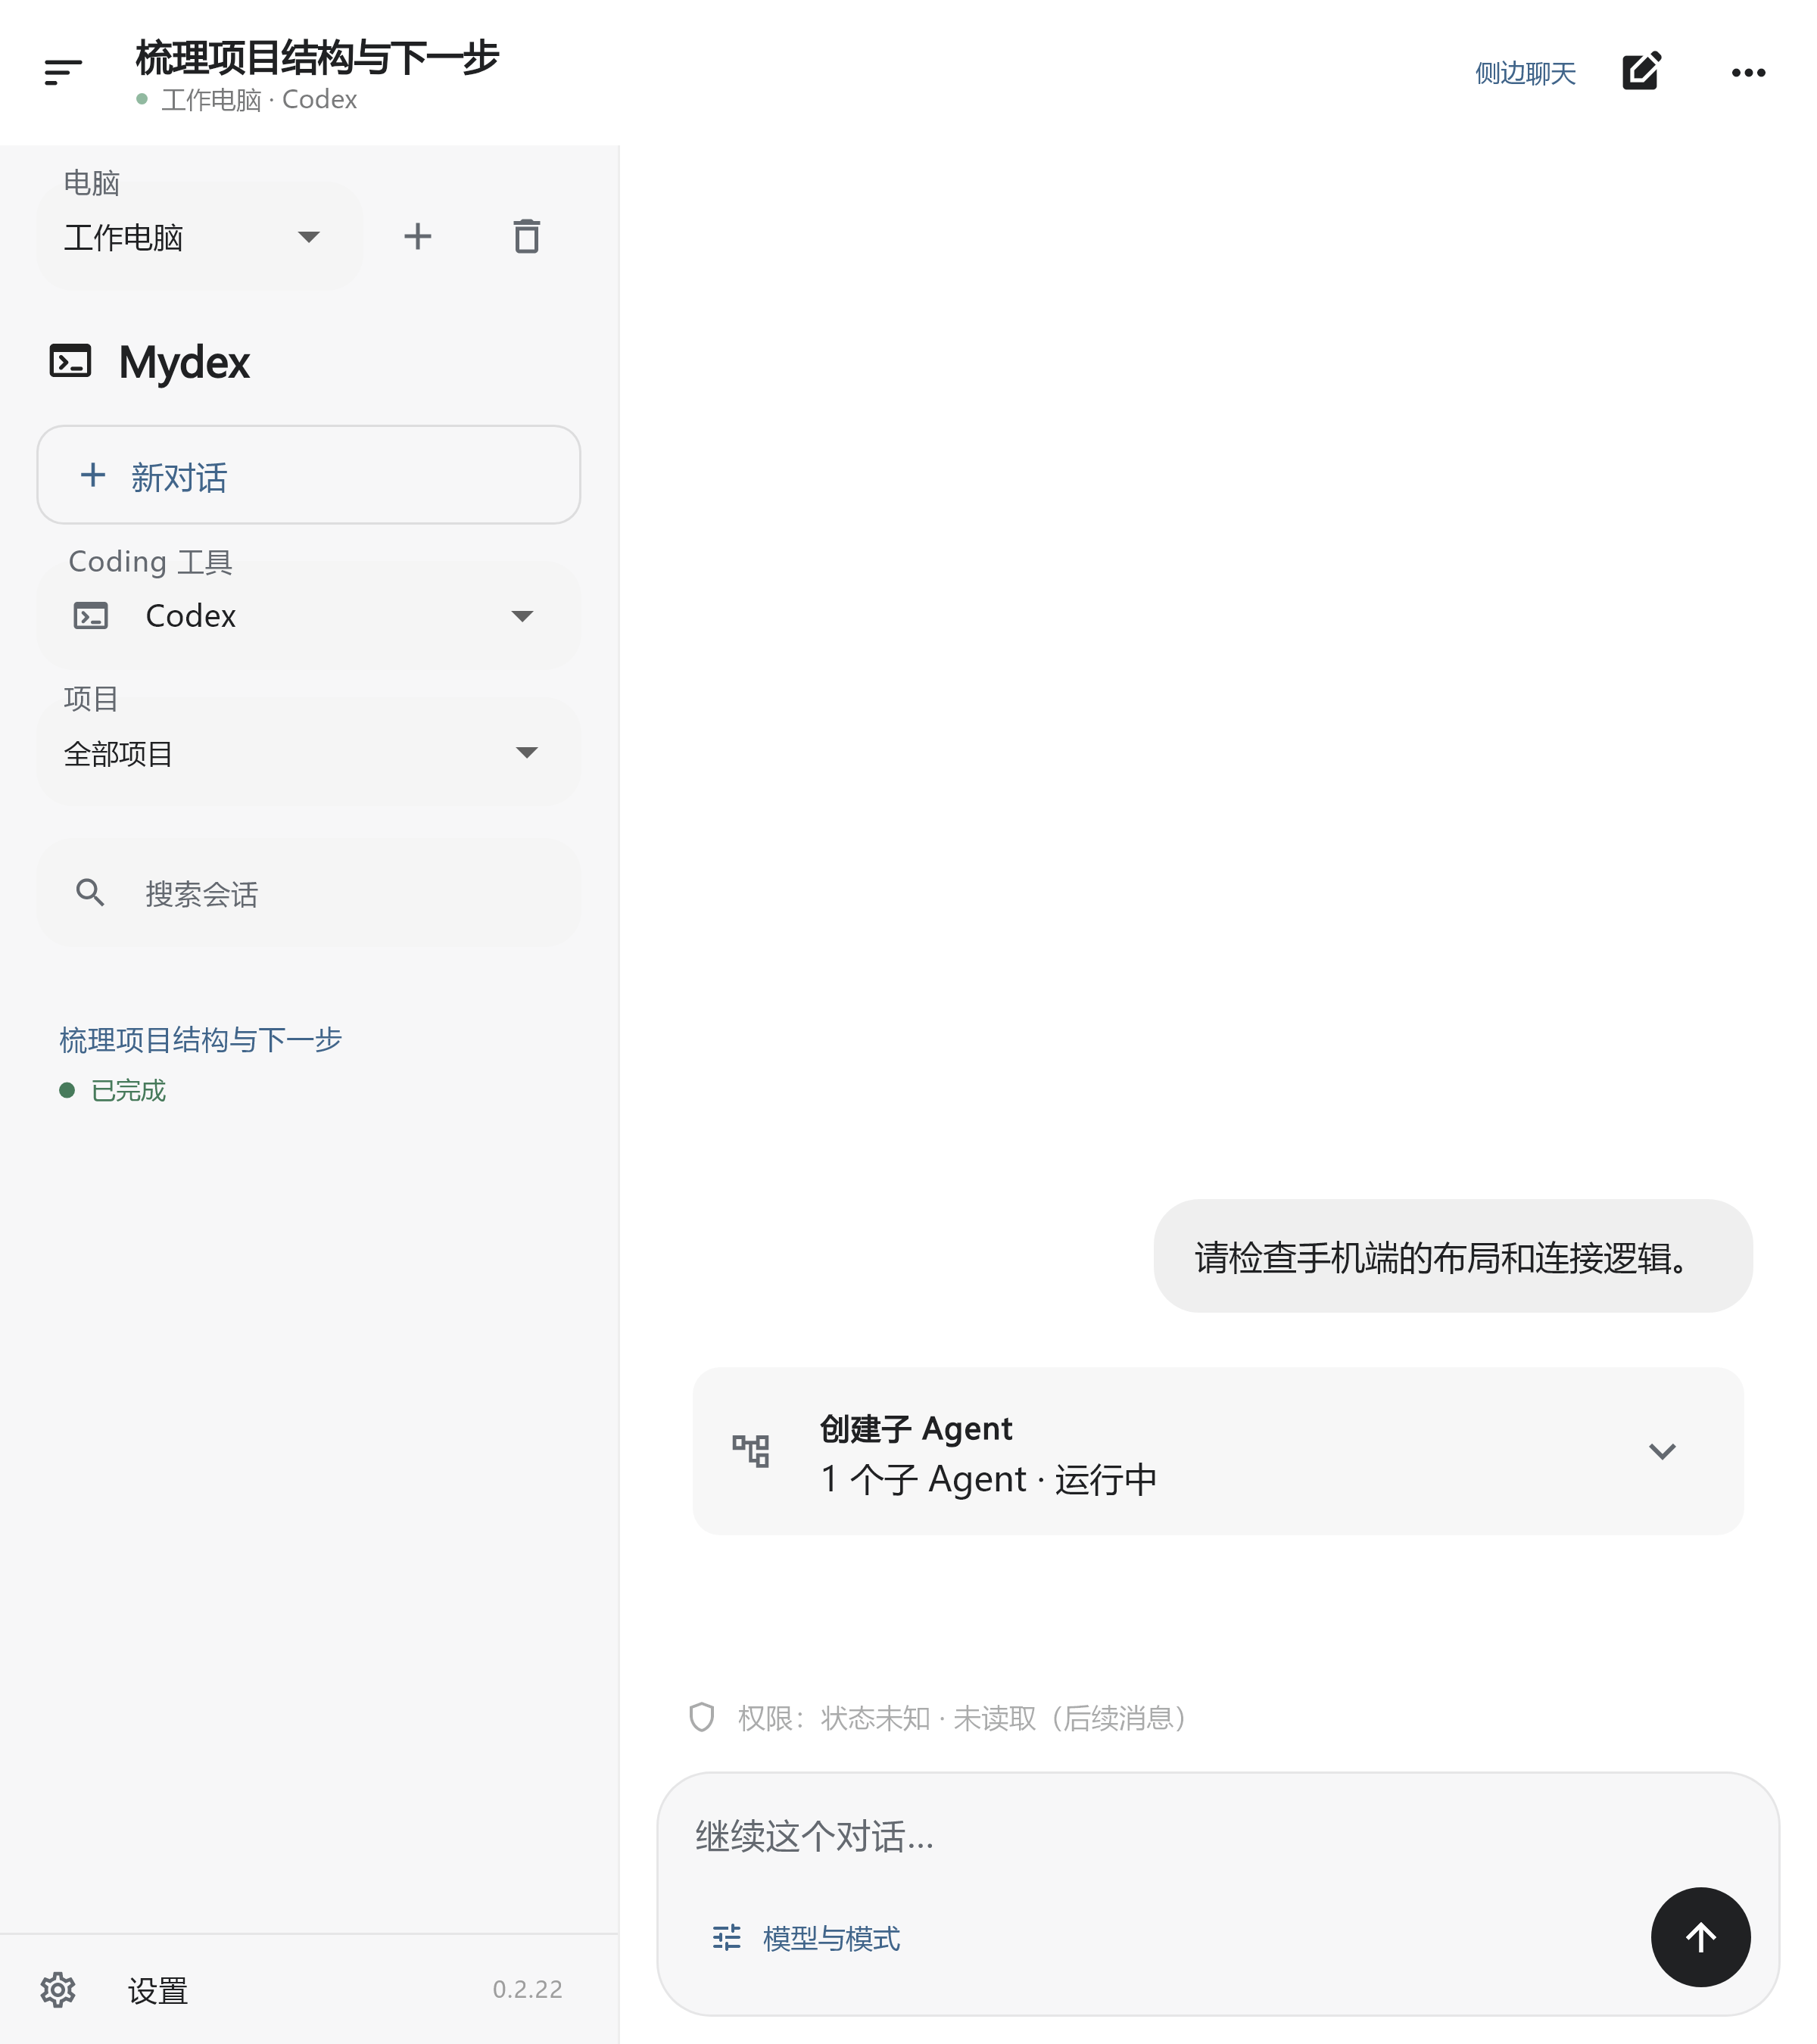 梳理项目结构与下一步
工作电脑 · Codex
侧边聊天
电脑
工作电脑
Mydex
新对话
Coding 工具
Codex
项目
全部项目
搜索会话
梳理项目结构与下一步
已完成
设置
0.2.22
请检查手机端的布局和连接逻辑。
创建子 Agent
1 个子 Agent · 运行中
权限：状态未知 · 未读取（后续消息）
继续这个对话...
模型与模式